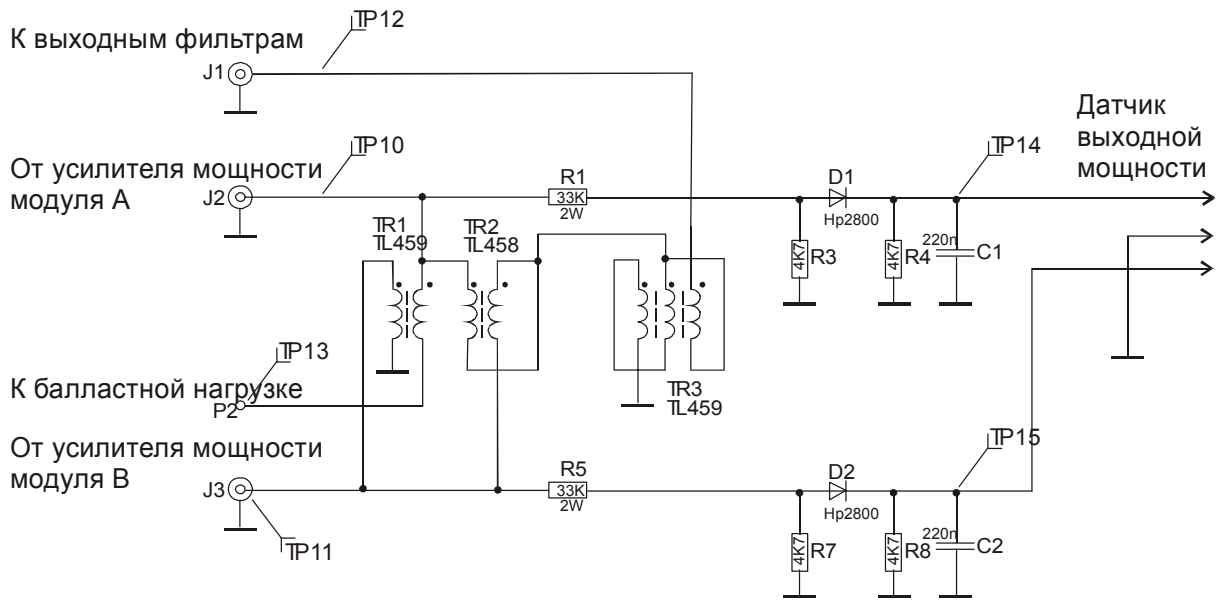 TP12
К выходным фильтрам
J1
Датчик
выходной
мощности
TP10
TP14
От усилителя мощности
модуля A
J2
R1
33K
2W
D1
Hp2800
TR1
TL459
TR2
TL458
4K7
R3
4K7
R4
220n
C1
TP13
К балластной нагрузке
P2
TR3
TL459
От усилителя мощности
модуля B
J3
TP11
R5
33K
2W
D2
Hp2800
TP15
4K7
R7
4K7
R8
220n
C2